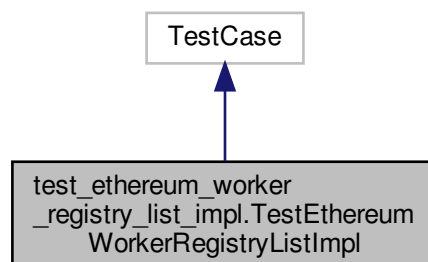 TestCase
test_ethereum_worker
_registry_list_impl.TestEthereum
WorkerRegistryListImpl